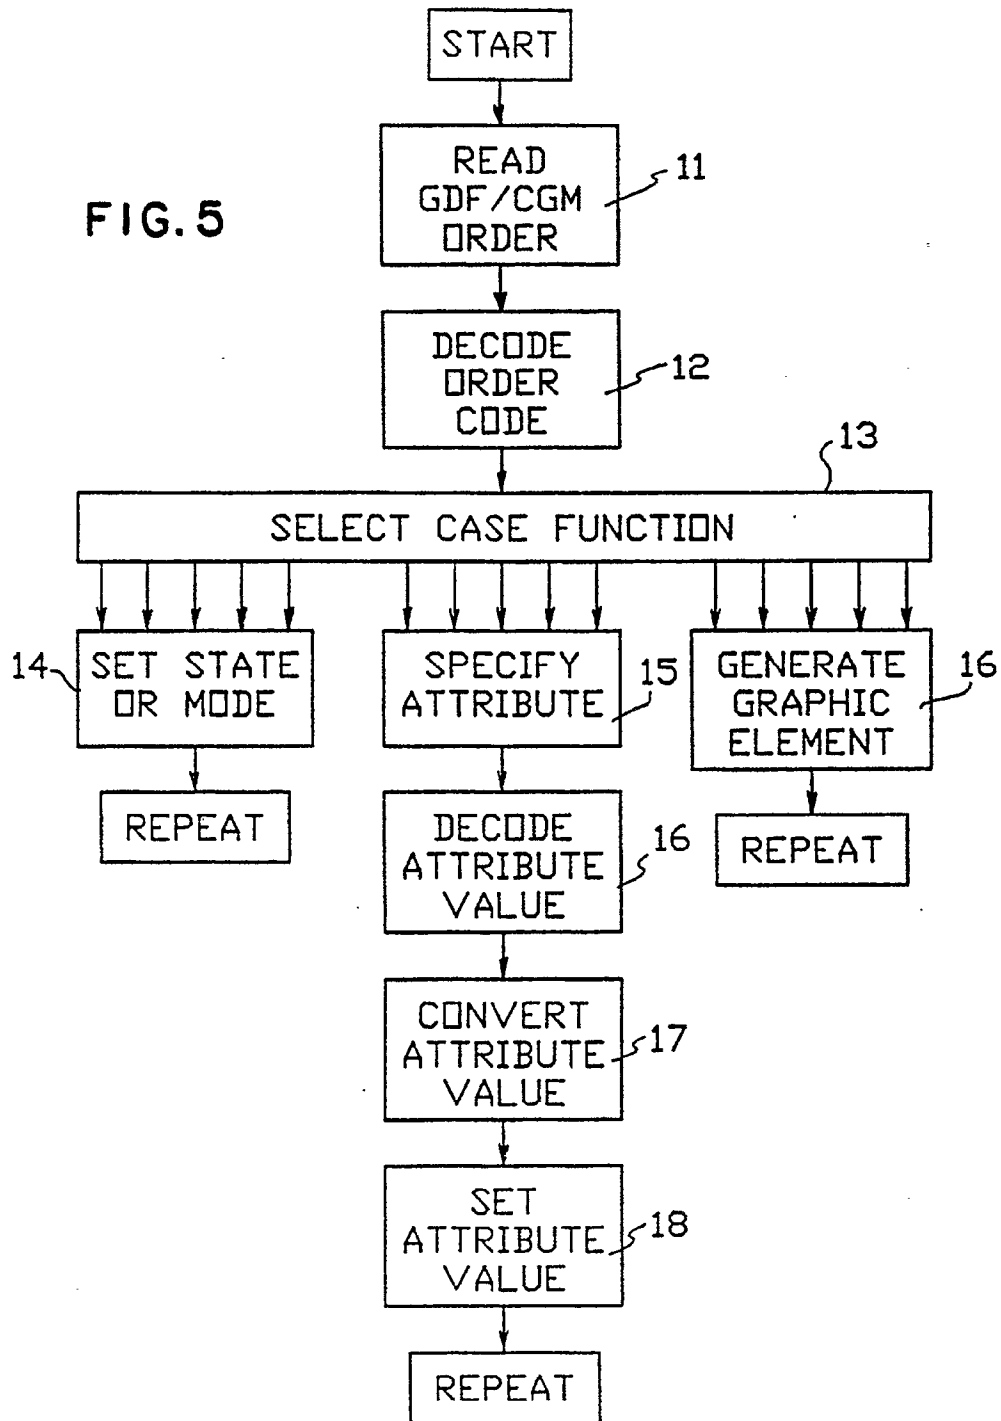 START
READ
GDF/CGM
ORDER
11
FIG. 5
DECODE
ORDER
CODE
12
13
SELECT CASE FUNCTION
14
SET STATE
OR MODE
SPECIFY
ATTRIBUTE
15
GENERATE
GRAPHIC
ELEMENT
16
REPEAT
DECODE
ATTRIBUTE
VALUE
16
REPEAT
CONVERT
ATTRIBUTE
VALUE
17
SET
ATTRIBUTE
VALUE
18
REPEAT